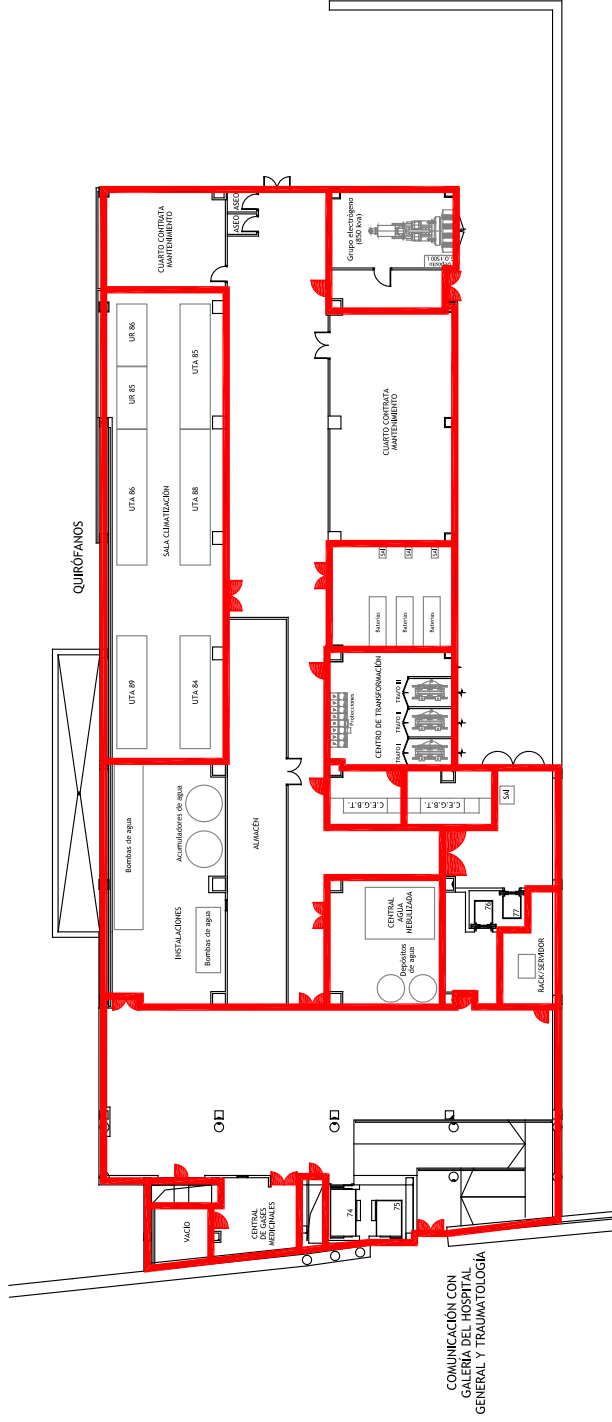 QUIRÓFANOS
CUARTO CONTRATA
MANTENIMIENTO
ASEO
ASEO
Grupo electrógeno
(850 kva)
Depósito
G.O.1500 l.
UR 86
UR 85
UTA 85
UTA 86
SALA CLIMATIZACIÓN
UTA 88
UTA 89
UTA 84
CUARTO CONTRATA
MANTENIMIENTO
SAI
SAI
SAI
Baterías
Baterías
Baterías
CENTRO DE TRANSFORMACIÓN
Protecciones
TRAFO I
TRAFO II
TRAFO III
Bombas de agua
Acumuladores de agua
INSTALACIONES
Bombas de agua
ALMACÉN
C.E.G.B.T.
C.E.G.B.T.
SAI
CENTRAL
AGUA
NEBULIZADA
Depósitos
de agua
76
77
RACK/SERVIDOR
VACÍO
CENTRAL
DE GASES
MEDICINALES
74
75
COMUNICACIÓN CON
GALERÍA DEL HOSPITAL
GENERAL Y TRAUMATOLOGÍA